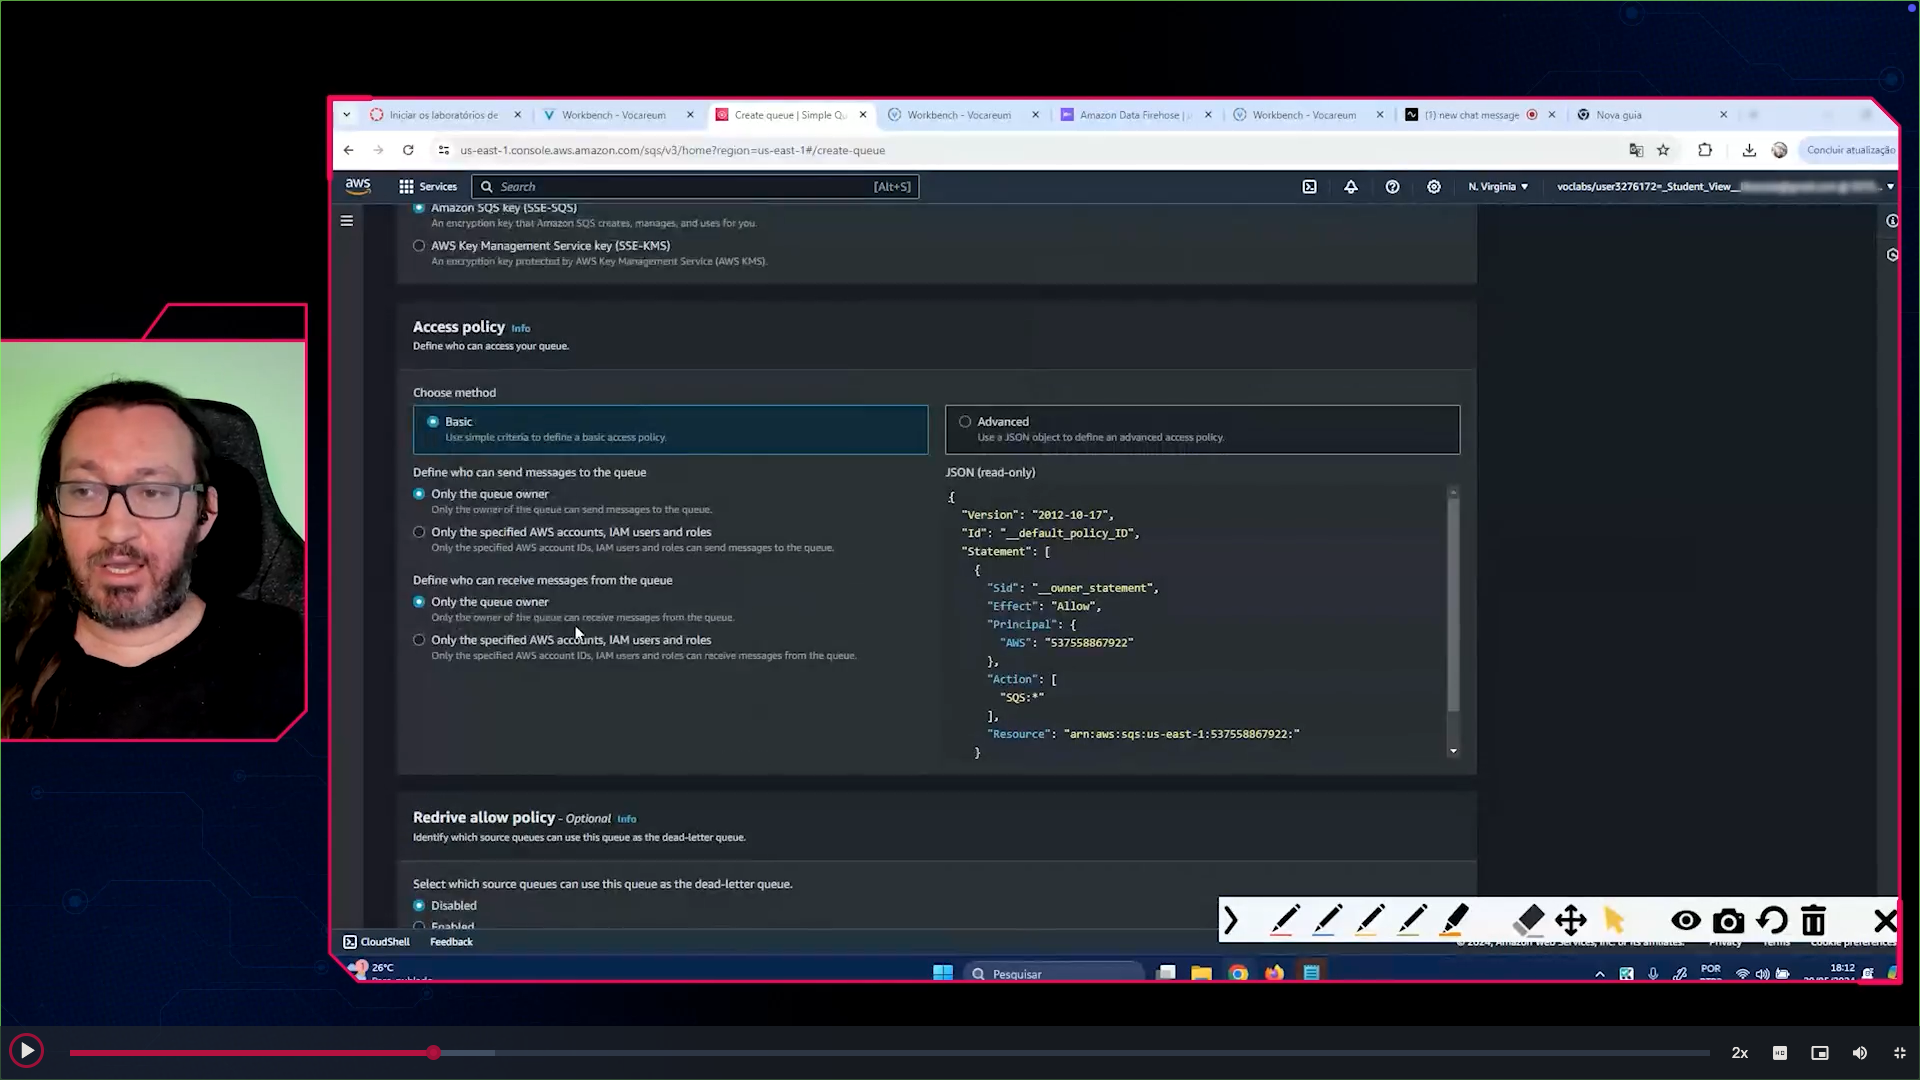 Iniciar os laboratórios de
Workbench - Vocareum
Create queue | Simple Qu
Workbench - Vocareum
Amazon Data Firehose |
Workbench - Vocareum
(1) new chat message
Nova guia
us-east-1.console.aws.amazon.com/sqs/v3/home?region=us-east-1#/create-queue
Concluir atualização
aws
Services
Search
[Alt+S]
N. Virginia
voclabs/user3276172=_Student_View__
Amazon SQS key (SSE-SQS)
An encryption key that Amazon SQS creates, manages, and uses for you.
AWS Key Management Service key (SSE-KMS)
An encryption key protected by AWS Key Management Service (AWS KMS).
Access policy Info
Define who can access your queue.
Choose method
Basic
Use simple criteria to define a basic access policy.
Advanced
Use a JSON object to define an advanced access policy.
Define who can send messages to the queue
Only the queue owner
Only the owner of the queue can send messages to the queue.
Only the specified AWS accounts, IAM users and roles
Only the specified AWS account IDs, IAM users and roles can send messages to the queue.
Define who can receive messages from the queue
Only the queue owner
Only the owner of the queue can receive messages from the queue.
Only the specified AWS accounts, IAM users and roles
Only the specified AWS account IDs, IAM users and roles can receive messages from the queue.
JSON (read-only)
{
"Version": "2012-10-17",
"Id": "__default_policy_ID",
"Statement": [
{
"Sid": "__owner_statement",
"Effect": "Allow",
"Principal": {
"AWS": "537558867922"
},
"Action": [
"SQS:*"
],
"Resource": "arn:aws:sqs:us-east-1:537558867922:"
}
Redrive allow policy - Optional Info
Identify which source queues can use this queue as the dead-letter queue.
Select which source queues can use this queue as the dead-letter queue.
Disabled
Enabled
CloudShell
Feedback
© 2024, Amazon Web Services, Inc. or its affiliates.
Privacy
Terms
Cookie preferences
1
26°C
Pesquisar
POR
18:12
2x
HD